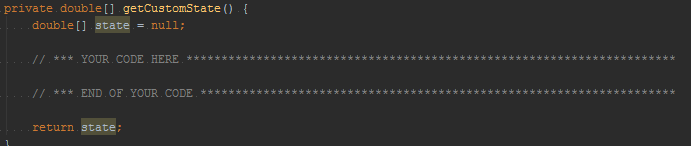 private double[] getCustomState() {
double[] state = null;
// *** YOUR CODE HERE **********************************************************************
// *** END OF YOUR CODE ********************************************************************
return state;
}